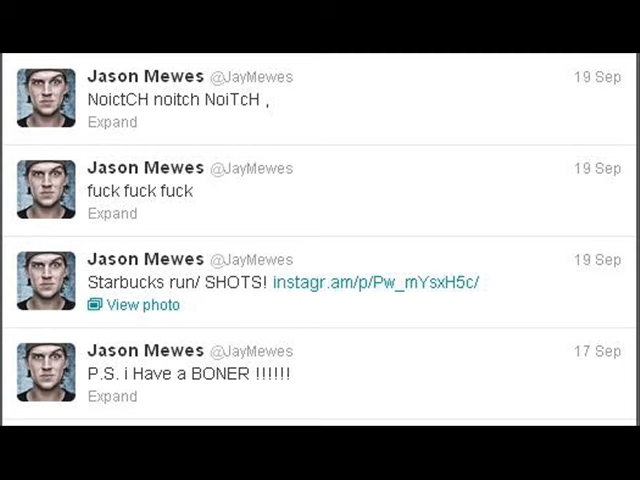 Jason Mewes @JayMewes 19 Sep
NoictCH noitch NoiTcH ,
Expand
Jason Mewes @JayMewes 19 Sep
fuck fuck fuck
Expand
Jason Mewes @JayMewes 19 Sep
Starbucks run/ SHOTS! instagr.am/p/Pw_mYsxH5c/
View photo
Jason Mewes @JayMewes 17 Sep
P.S. i Have a BONER !!!!!!
Expand